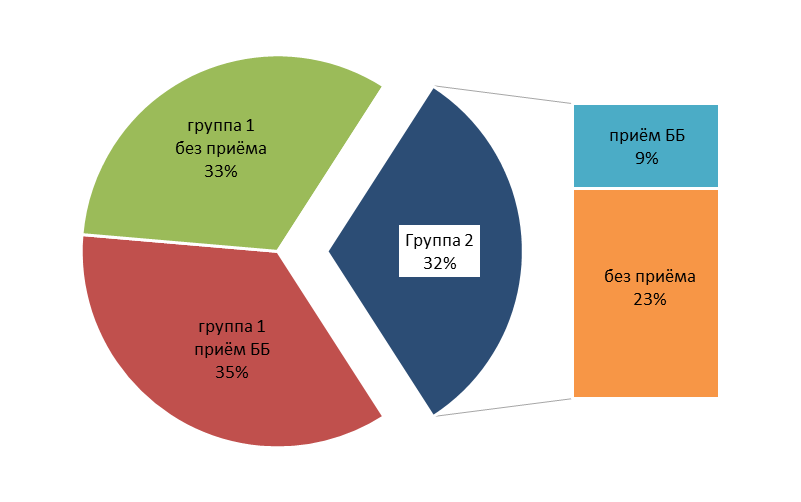 группа 1
без приёма
33%
группа 1
приём ББ
35%
Группа 2
32%
приём ББ
9%
без приёма
23%